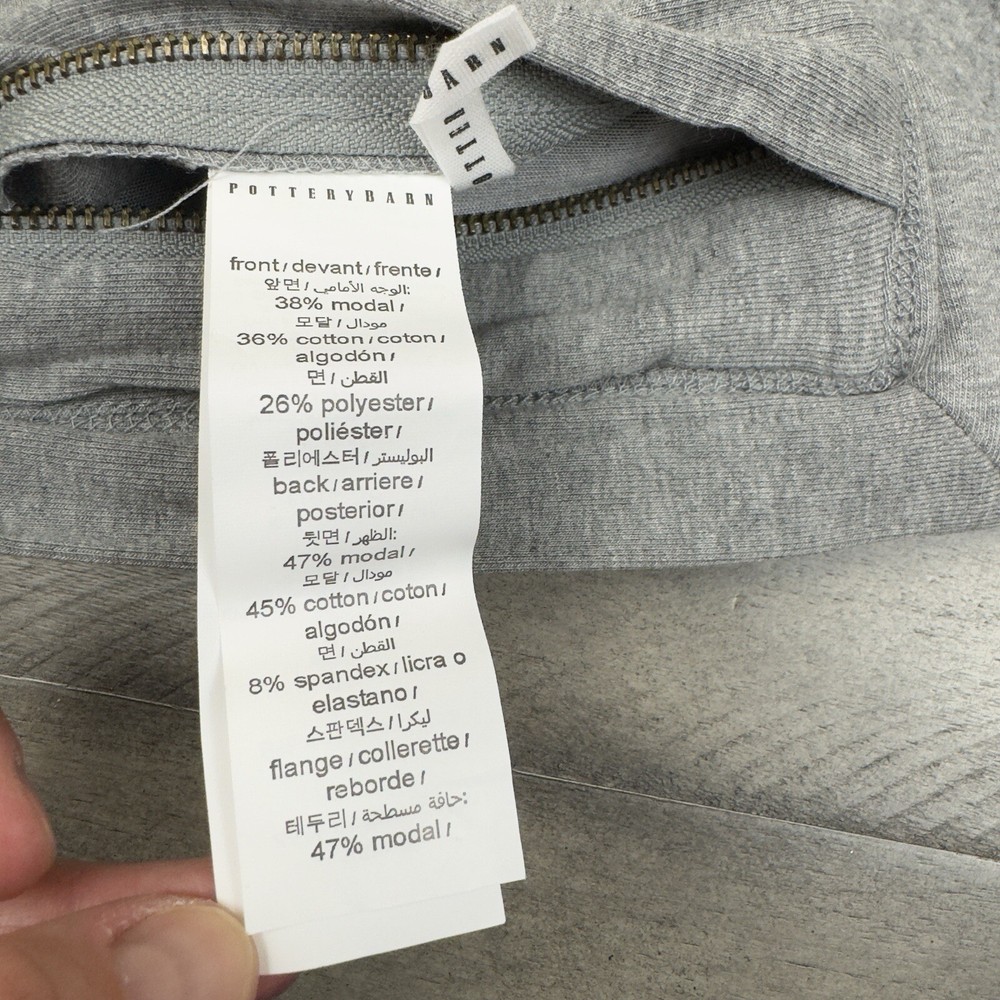 BARN
OTTER
POTTERYBARN
front/devant/frente/
앞면/الوجه الأمامي:
38% modal/
모달/مودال
36% cotton/coton/
algodón/
면/القطن
26% polyester/
poliéster/
폴리에스터/البوليستر
back/arriere/
posterior/
뒷면/الظهر:
47% modal/
모달/مودال
45% cotton/coton/
algodón/
면/القطن
8% spandex/licra o
elastano/
스판덱스/ليكرا
flange/collerette/
reborde/
테두리/حافة مسطحة:
47% modal/